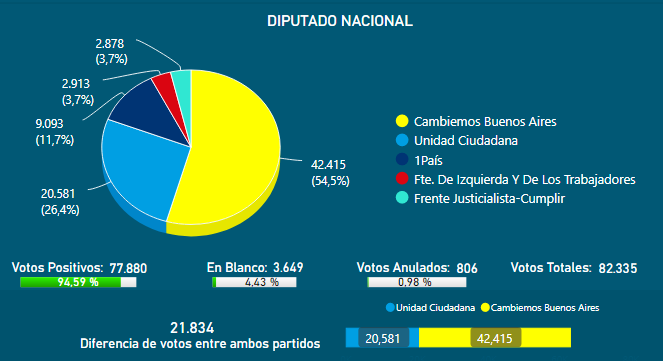 DIPUTADO NACIONAL
2.878
(3,7%)
2.913
(3,7%)
9.093
(11,7%)
20.581
(26,4%)
42.415
(54,5%)
Cambiemos Buenos Aires
Unidad Ciudadana
1País
Fte. De Izquierda Y De Los Trabajadores
Frente Justicialista-Cumplir
Votos Positivos: 77.880
94,59 %
En Blanco: 3.649
4,43 %
Votos Anulados: 806
0,98 %
Votos Totales: 82.335
Unidad Ciudadana Cambiemos Buenos Aires
21.834
Diferencia de votos entre ambos partidos
20,581 42,415